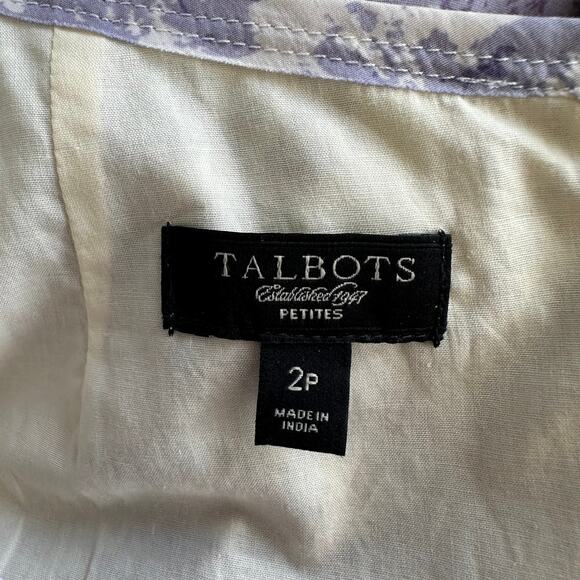 TALBOTS
Established 1947
PETITES
2P
MADE IN
INDIA